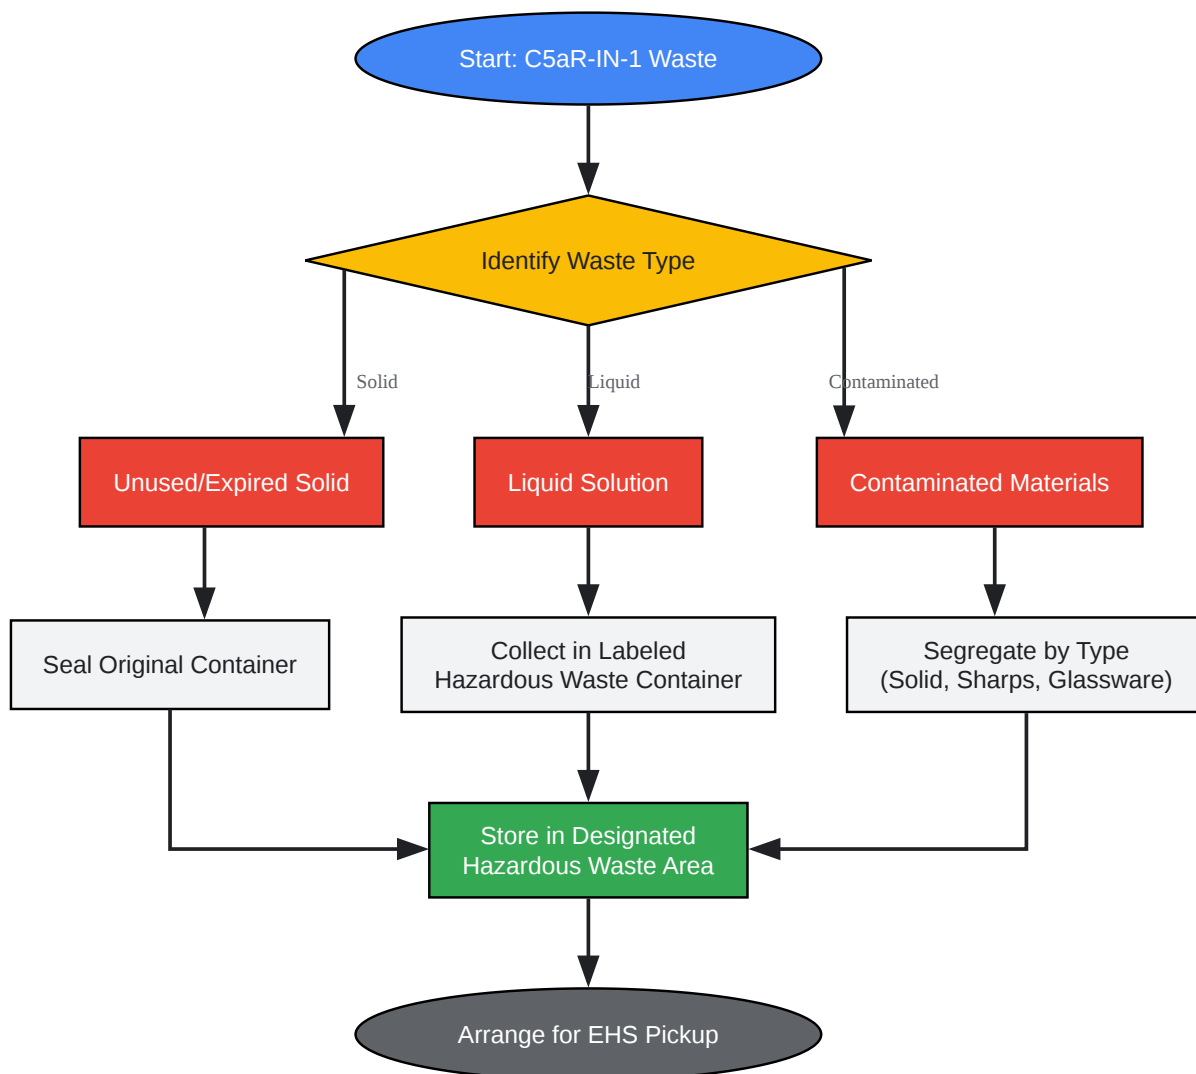 Start: C5aR-IN-1 Waste
Identify Waste Type
Solid
Liquid
Contaminated
Unused/Expired Solid
Liquid Solution
Contaminated Materials
Seal Original Container
Collect in Labeled
Hazardous Waste Container
Segregate by Type
(Solid, Sharps, Glassware)
Store in Designated
Hazardous Waste Area
Arrange for EHS Pickup